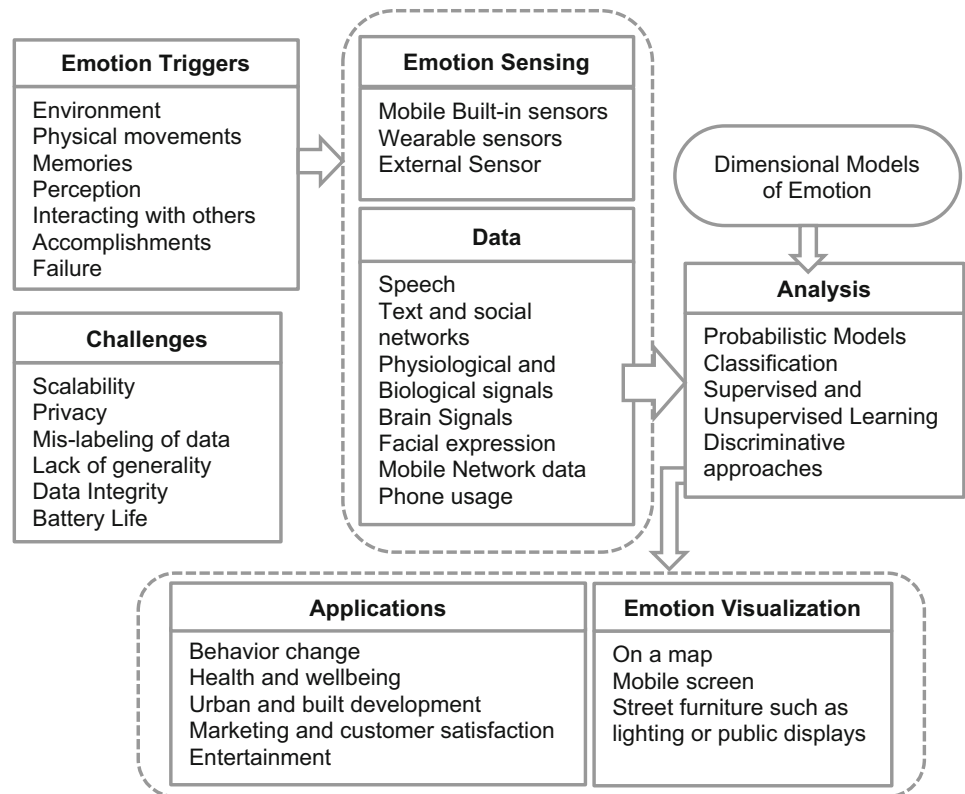 Emotion Triggers
Environment
Physical movements
Memories
Perception
Interacting with others
Accomplishments
Failure
Challenges
Scalability
Privacy
Mis-labeling of data
Lack of generality
Data Integrity
Battery Life
Emotion Sensing
Mobile Built-in sensors
Wearable sensors
External Sensor
Data
Speech
Text and social
networks
Physiological and
Biological signals
Brain Signals
Facial expression
Mobile Network data
Phone usage
Dimensional Models
of Emotion
Analysis
Probabilistic Models
Classification
Supervised and
Unsupervised Learning
Discriminative
approaches
Applications
Behavior change
Health and wellbeing
Urban and built development
Marketing and customer satisfaction
Entertainment
Emotion Visualization
On a map
Mobile screen
Street furniture such as
lighting or public displays